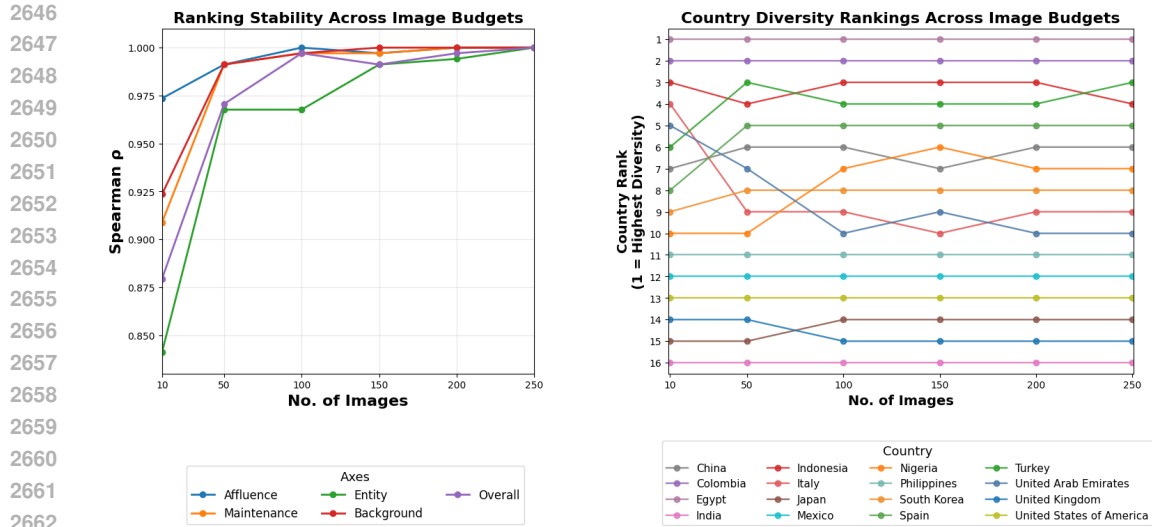 2646
2647
2648
2649
2650
2651
2652
2653
2654
2655
2656
2657
2658
2659
2660
2661
2662
Ranking Stability Across Image Budgets
Spearman ρ
1.000
0.975
0.950
0.925
0.900
0.875
0.850
10 50 100 150 200 250
No. of Images
Axes
Affluence Entity Overall
Maintenance Background
Country Diversity Rankings Across Image Budgets
Country Rank
(1 = Highest Diversity)
1
2
3
4
5
6
7
8
9
10
11
12
13
14
15
16
10 50 100 150 200 250
No. of Images
Country
China Indonesia Nigeria Turkey
Colombia Italy Philippines United Arab Emirates
Egypt Japan South Korea United Kingdom
India Mexico Spain United States of America